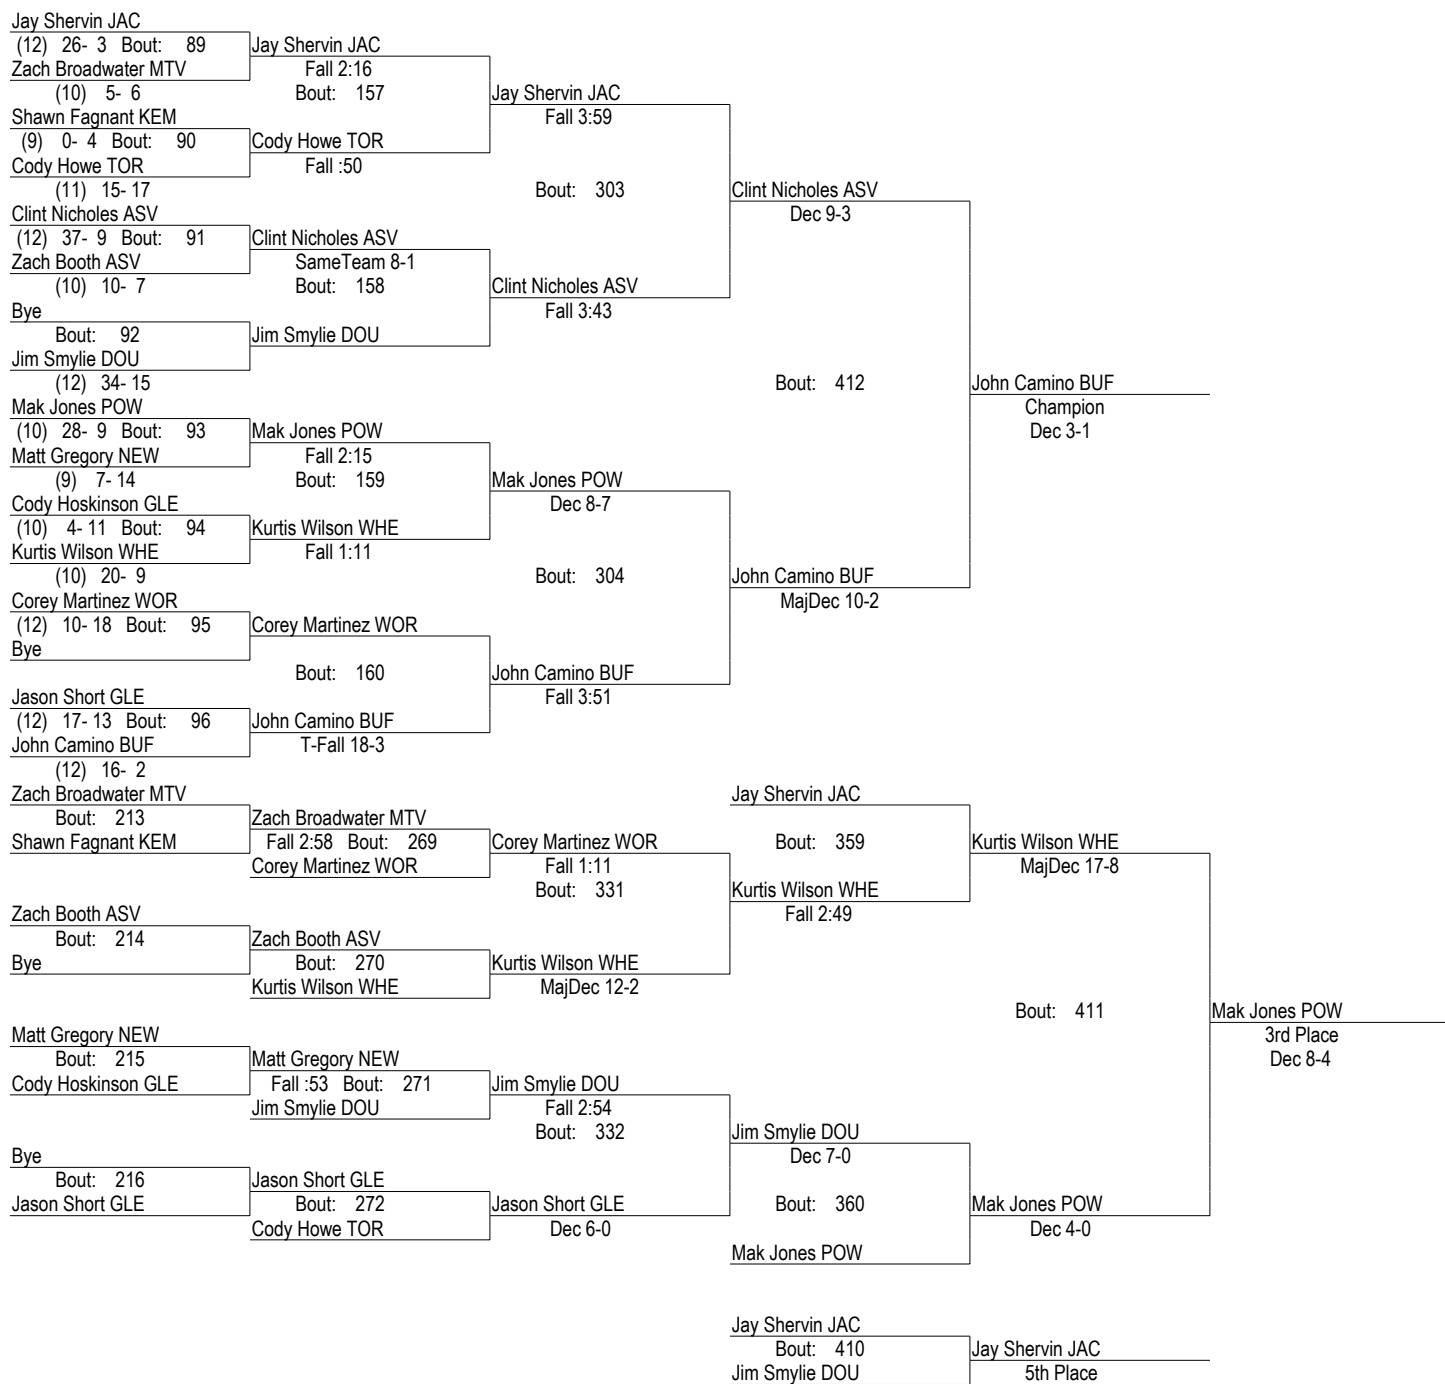 Jay Shervin JAC
(12) 26- 3 Bout: 89 Jay Shervin JAC
Zach Broadwater MTV Fall 2:16
(10) 5- 6 Bout: 157 Jay Shervin JAC
Shawn Fagnant KEM Fall 3:59
(9) 0- 4 Bout: 90 Cody Howe TOR
Cody Howe TOR Fall :50
(11) 15- 17 Bout: 303 Clint Nicholes ASV
Clint Nicholes ASV Dec 9-3
(12) 37- 9 Bout: 91 Clint Nicholes ASV
Zach Booth ASV SameTeam 8-1
(10) 10- 7 Bout: 158 Clint Nicholes ASV
Bye Fall 3:43
Bout: 92 Jim Smylie DOU
Jim Smylie DOU
(12) 34- 15 Bout: 412 John Camino BUF
Mak Jones POW Champion
(10) 28- 9 Bout: 93 Mak Jones POW Dec 3-1
Matt Gregory NEW Fall 2:15
(9) 7- 14 Bout: 159 Mak Jones POW
Cody Hoskinson GLE Dec 8-7
(10) 4- 11 Bout: 94 Kurtis Wilson WHE
Kurtis Wilson WHE Fall 1:11
(10) 20- 9 Bout: 304 John Camino BUF
Corey Martinez WOR MajDec 10-2
(12) 10- 18 Bout: 95 Corey Martinez WOR
Bye
Bout: 160 John Camino BUF
Jason Short GLE Fall 3:51
(12) 17- 13 Bout: 96 John Camino BUF
John Camino BUF T-Fall 18-3
(12) 16- 2
Zach Broadwater MTV Jay Shervin JAC
Bout: 213 Zach Broadwater MTV
Shawn Fagnant KEM Fall 2:58 Bout: 269 Corey Martinez WOR Bout: 359 Kurtis Wilson WHE
Corey Martinez WOR Fall 1:11 MajDec 17-8
Bout: 331 Kurtis Wilson WHE
Zach Booth ASV Fall 2:49
Bout: 214 Zach Booth ASV
Bye Bout: 270 Kurtis Wilson WHE
Kurtis Wilson WHE MajDec 12-2
Bout: 411 Mak Jones POW
Matt Gregory NEW 3rd Place
Bout: 215 Matt Gregory NEW Dec 8-4
Cody Hoskinson GLE Fall :53 Bout: 271 Jim Smylie DOU
Jim Smylie DOU Fall 2:54
Bout: 332 Jim Smylie DOU
Bye Dec 7-0
Bout: 216 Jason Short GLE
Jason Short GLE Bout: 272 Jason Short GLE Bout: 360 Mak Jones POW
Cody Howe TOR Dec 6-0 Dec 4-0
Mak Jones POW
Jay Shervin JAC
Bout: 410 Jay Shervin JAC
Jim Smylie DOU 5th Place